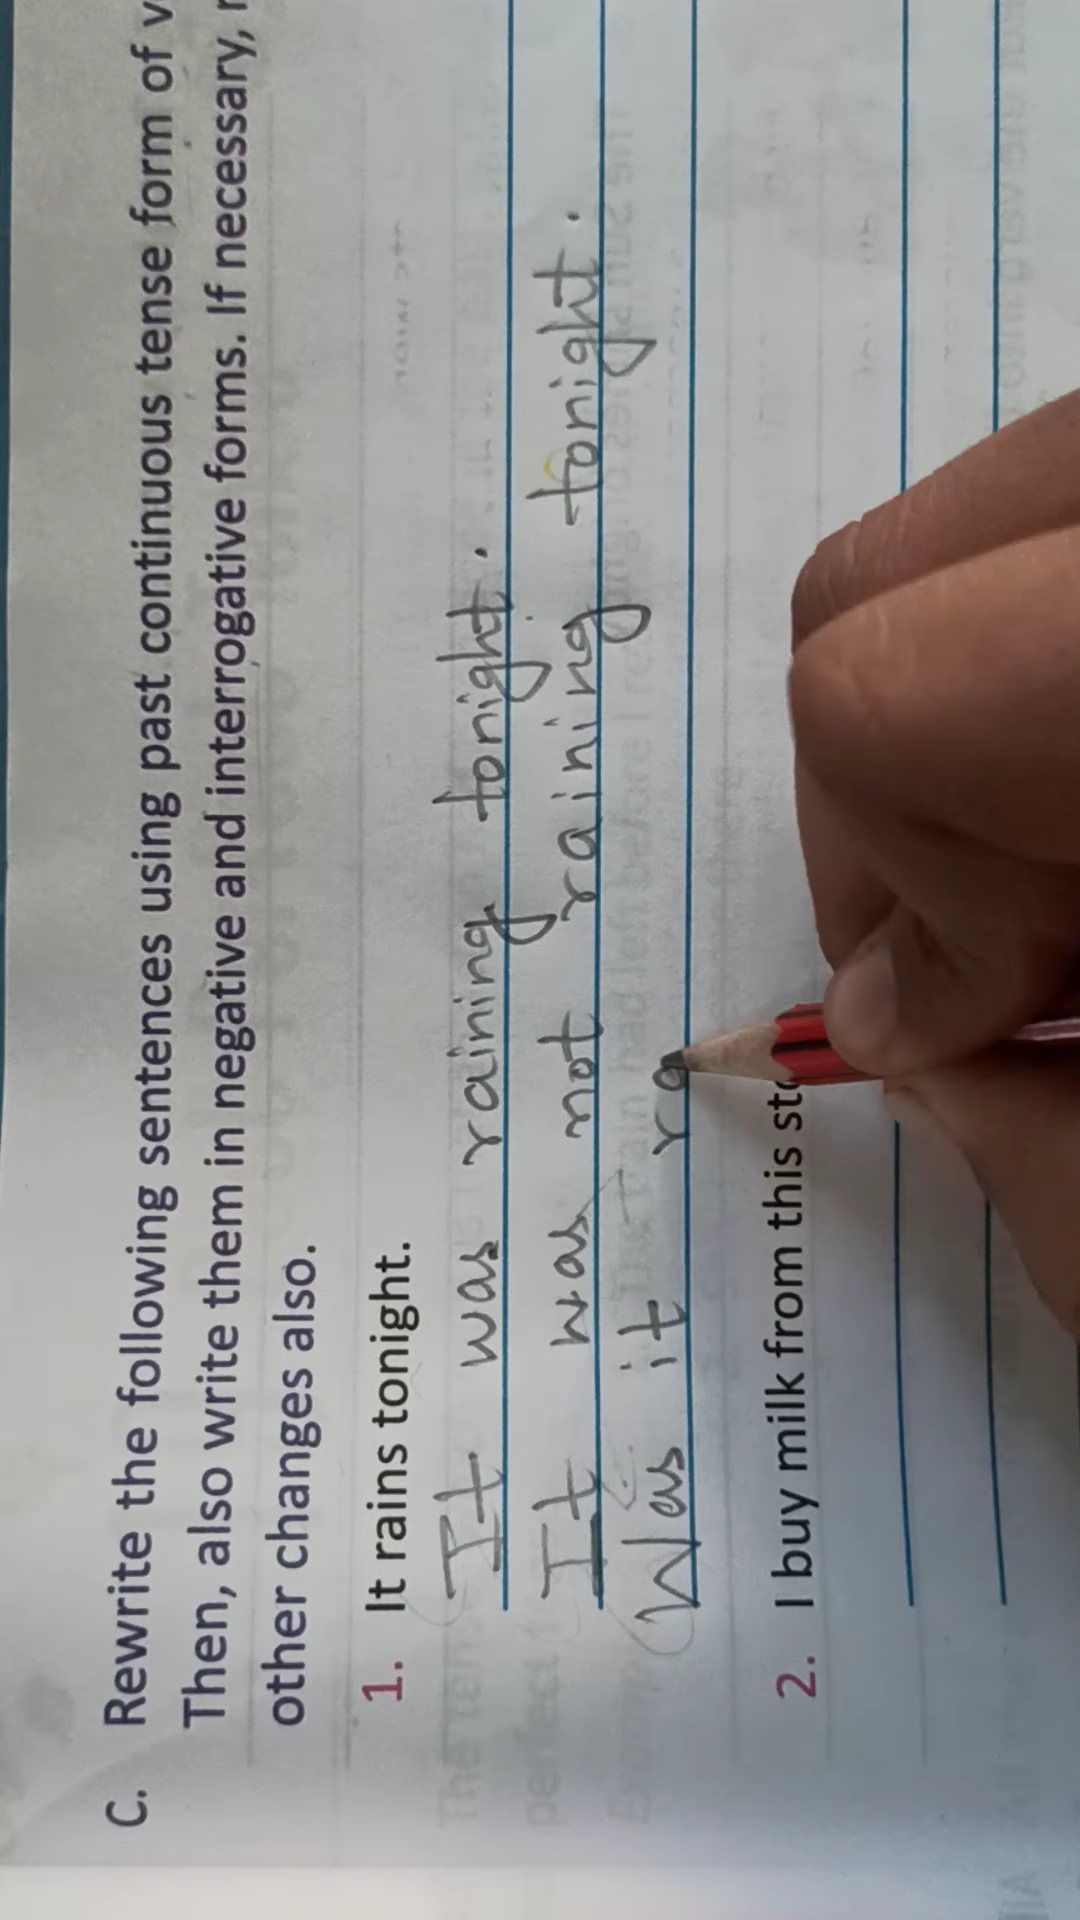 C. Rewrite the following sentences using past continuous tense form of
Then, also write them in negative and interrogative forms. If necessary,
other changes also.
1. It rains tonight.
It was raining tonight.
It was not raining tonight.
Was it ra
2. I buy milk from this